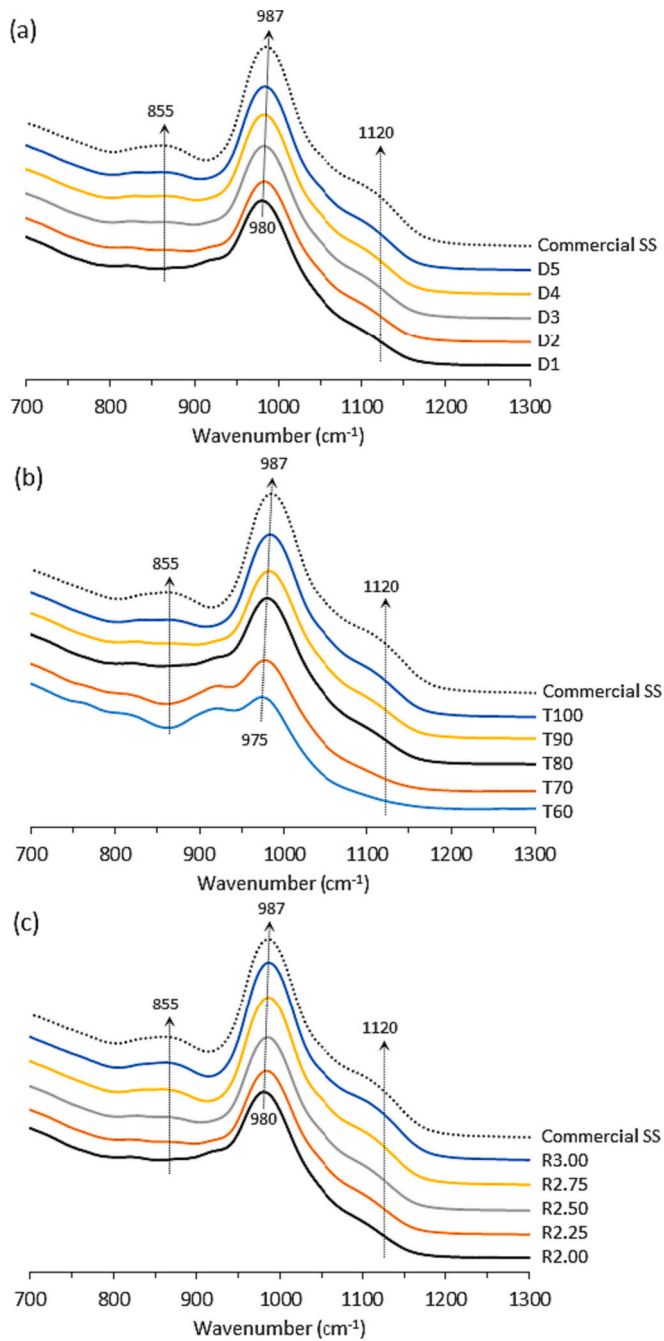 (a)
987
855
1120
980
Commercial SS
D5
D4
D3
D2
D1
700 800 900 1000 1100 1200 1300
Wavenumber (cm⁻¹)
(b)
987
855
1120
975
Commercial SS
T100
T90
T80
T70
T60
700 800 900 1000 1100 1200 1300
Wavenumber (cm⁻¹)
(c)
987
855
1120
980
Commercial SS
R3.00
R2.75
R2.50
R2.25
R2.00
700 800 900 1000 1100 1200 1300
Wavenumber (cm⁻¹)